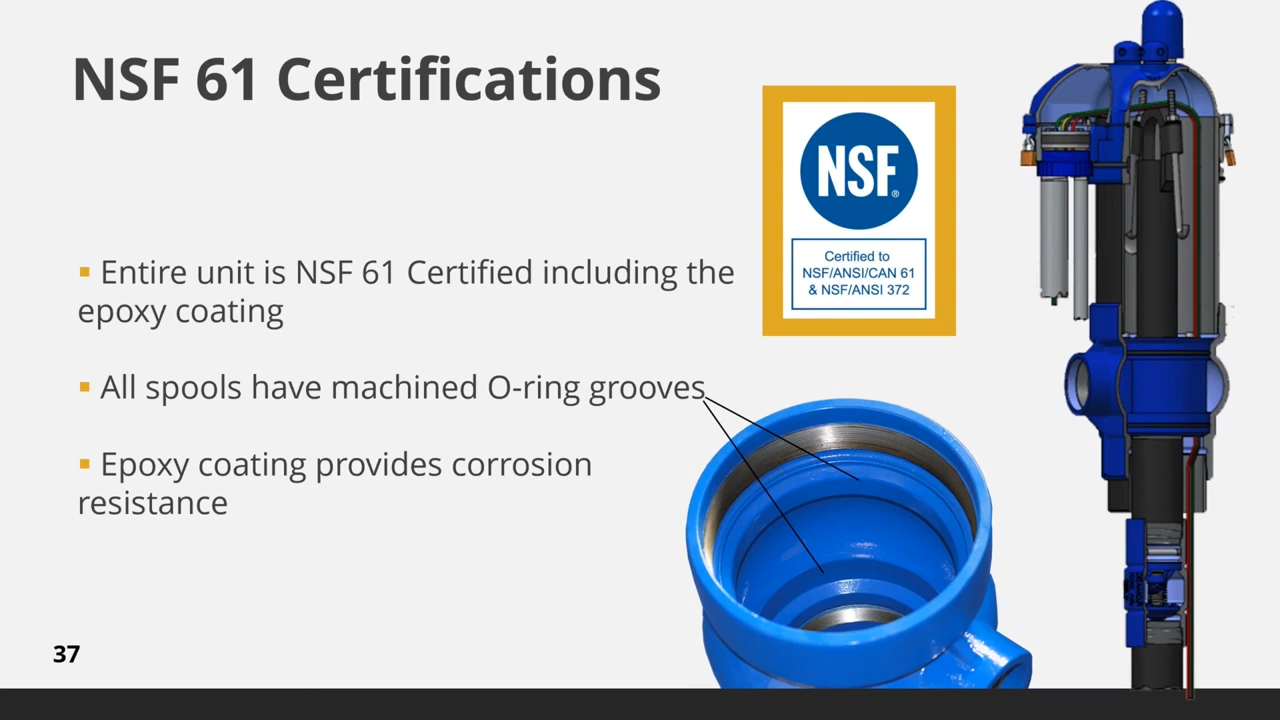 NSF 61 Certifications
NSF®
Certified to
NSF/ANSI/CAN 61
& NSF/ANSI 372
▪ Entire unit is NSF 61 Certified including the
epoxy coating
▪ All spools have machined O-ring grooves
▪ Epoxy coating provides corrosion
resistance
37